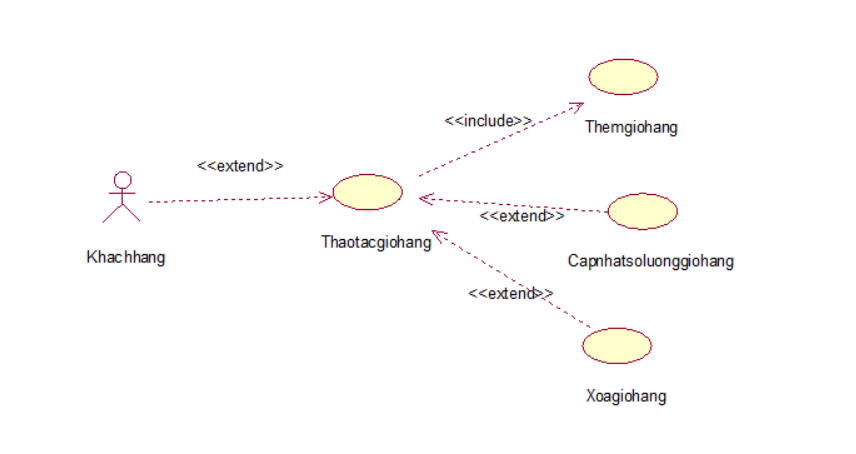 Themgiohang
<<include>>
<<extend>>
<<extend>>
Thaotacgiohang
Khachhang
Capnhatsoluonggiohang
<<extend>>
Xoagiohang